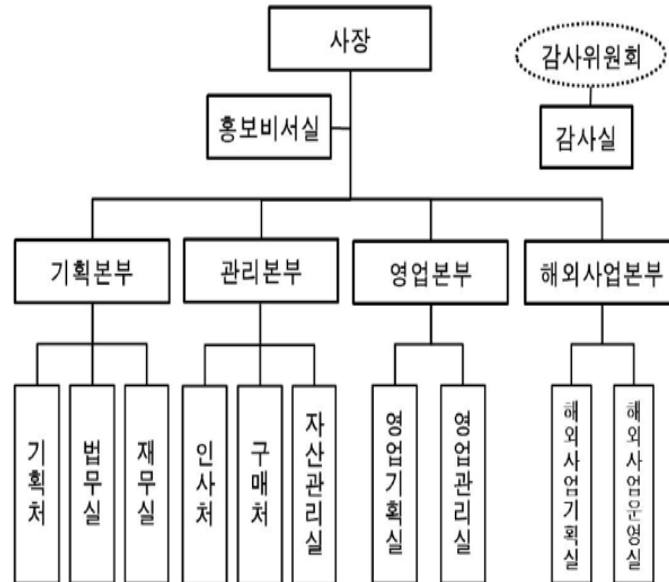 사장
감사위원회
홍보비서실
감사실
기획본부
관리본부
영업본부
해외사업본부
기획처
법무실
재무실
인사처
구매처
자산관리실
영업기획실
영업관리실
해외사업기획실
해외사업운영실